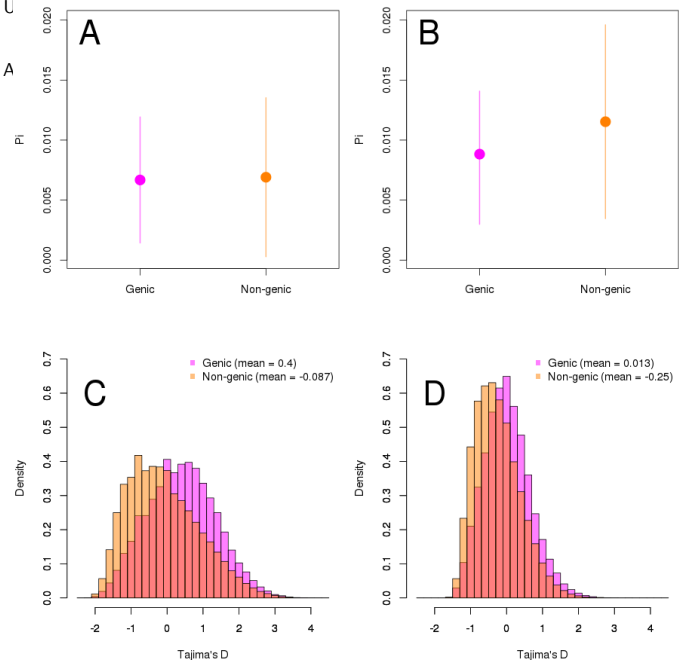 U
A
A
0.020
0.015
0.010
0.005
0.000
Pi
Genic Non-genic
B
0.020
0.015
0.010
0.005
0.000
Pi
Genic Non-genic
C
Genic (mean = 0.4)
Non-genic (mean = -0.087)
0.7
0.6
0.5
0.4
0.3
0.2
0.1
0.0
Density
-2 -1 0 1 2 3 4
Tajima's D
D
Genic (mean = 0.013)
Non-genic (mean = -0.25)
0.7
0.6
0.5
0.4
0.3
0.2
0.1
0.0
Density
-2 -1 0 1 2 3 4
Tajima's D